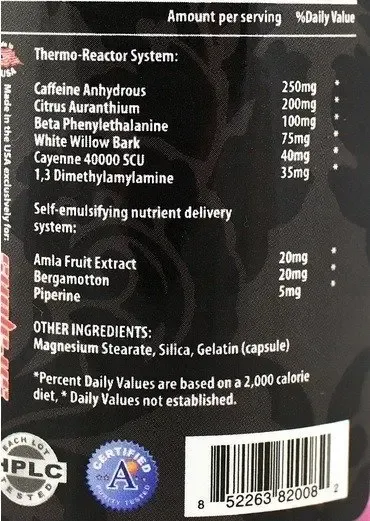 Amount per serving %Daily Value
Thermo-Reactor System:
Caffeine Anhydrous 250mg *
Citrus Auranthium 200mg *
Beta Phenylethalanine 100mg *
White Willow Bark 75mg *
Cayenne 40000 SCU 40mg *
1,3 Dimethylamylamine 35mg *
Self-emulsifying nutrient delivery
system:
Amla Fruit Extract 20mg *
Bergamotton 20mg *
Piperine 5mg
OTHER INGREDIENTS:
Magnesium Stearate, Silica, Gelatin (capsule)
*Percent Daily Values are based on a 2,000 calorie
diet, * Daily Values not established.
USA
Made in the USA exclusively for:
EACH LOT
HPLC
TESTED
CERTIFIED
A
QUALITY TESTED
8 52263 82008 2